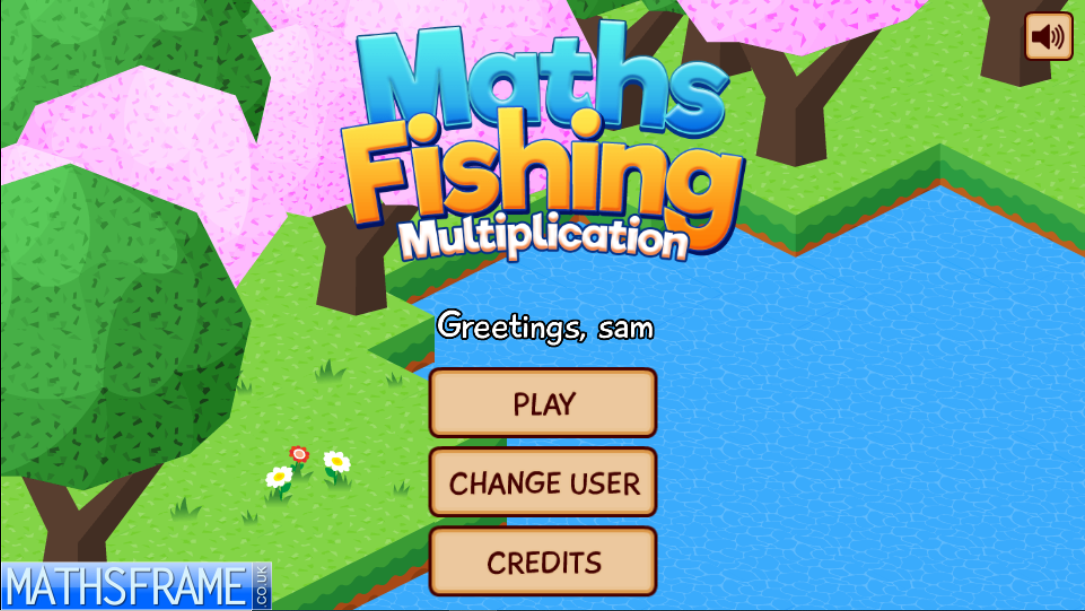 Maths
Fishing
Multiplication
Greetings, sam
PLAY
CHANGE USER
CREDITS
MATHSFRAME.CO.UK